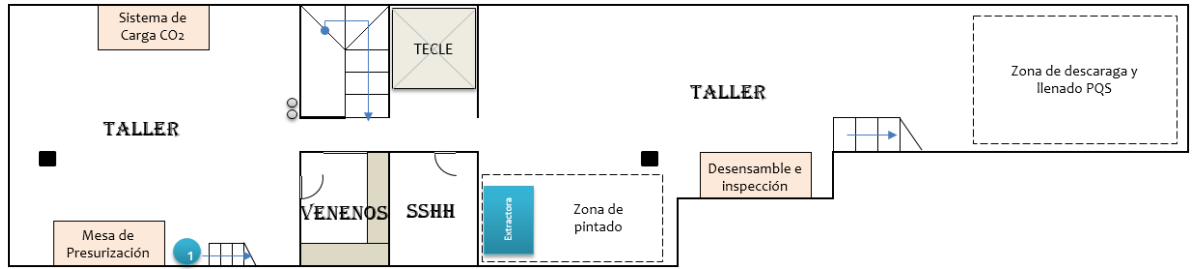 Sistema de
Carga CO2
TECLE
Zona de descaraga y
llenado PQS
TALLER
TALLER
Desensamble e
inspección
VENENOS
SSHH
Extractora
Zona de
pintado
Mesa de
Presurización
1